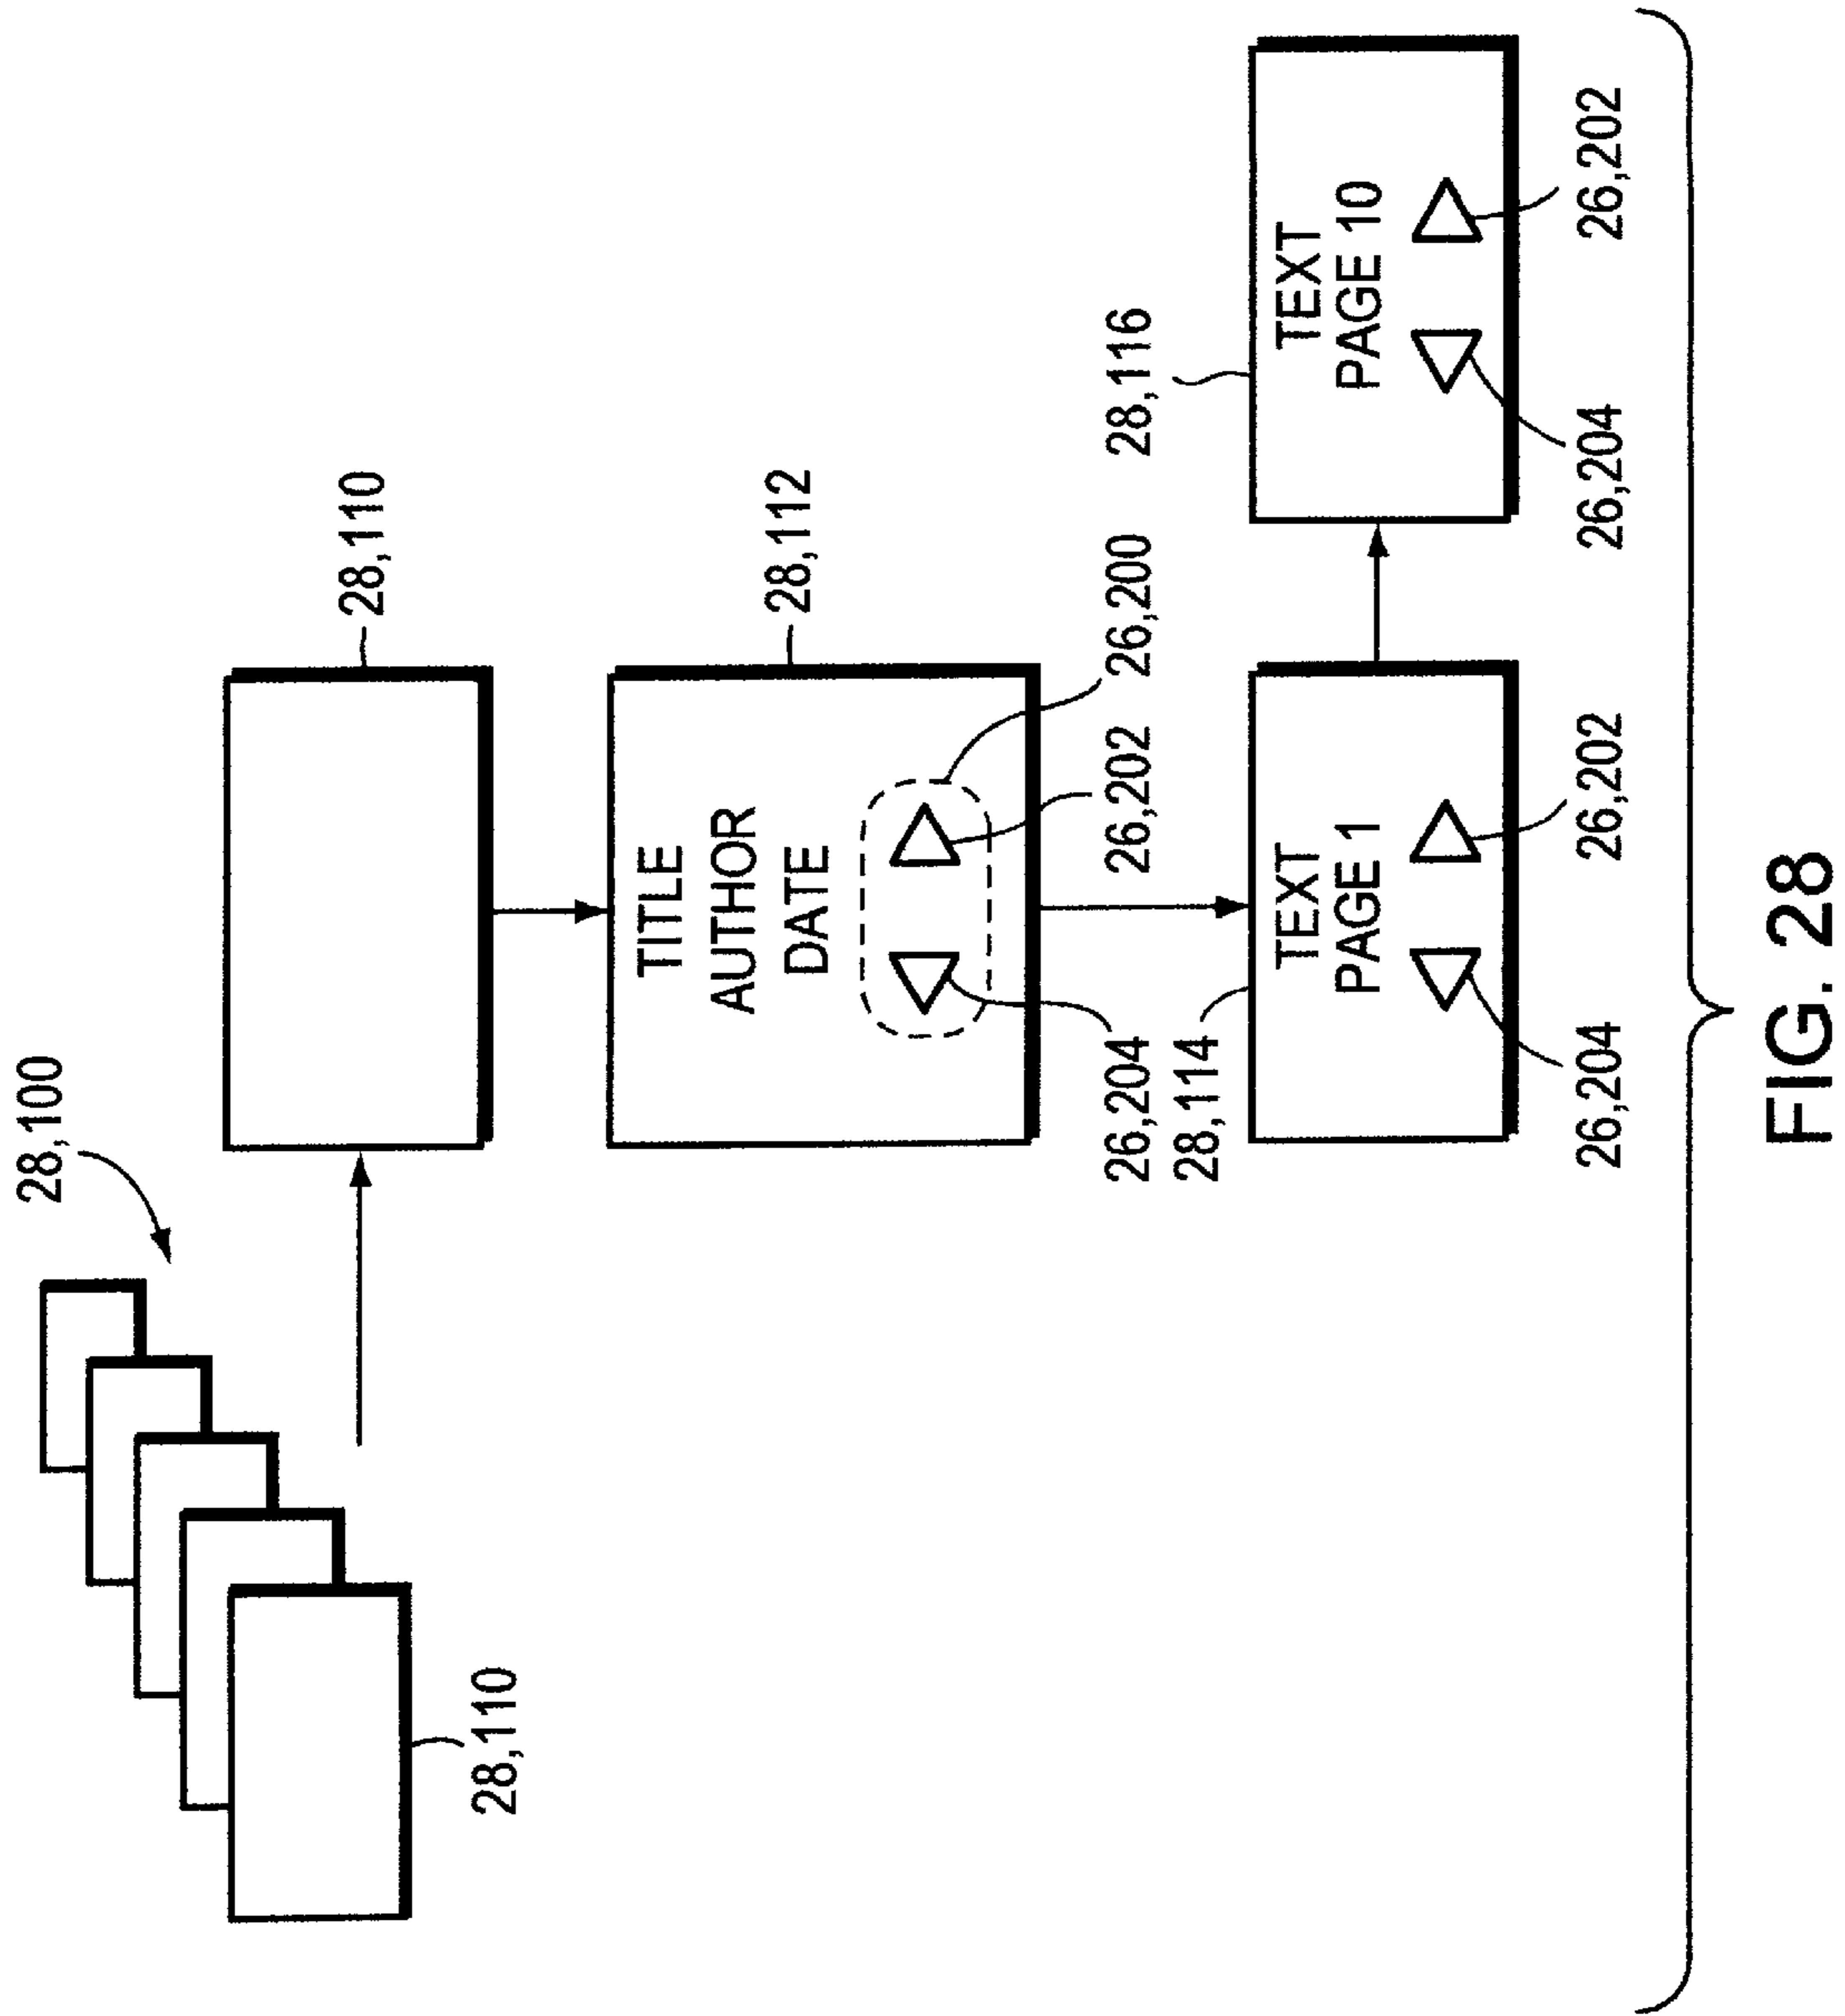 28,100
28,110
28,110
TITLE
AUTHOR
DATE
28,112
26,200
26,204
26,202
28,114
28,116
TEXT
PAGE 1
TEXT
PAGE 10
26,204
26,202
26,204
26,202
FIG. 28